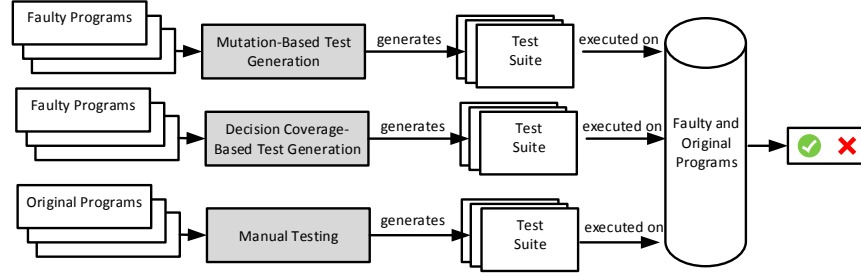 Faulty Programs
Mutation-Based Test
Generation
generates
Test
Suite
executed on
Faulty Programs
Decision Coverage-
Based Test Generation
generates
Test
Suite
executed on
Faulty and
Original
Programs
Original Programs
Manual Testing
generates
Test
Suite
executed on